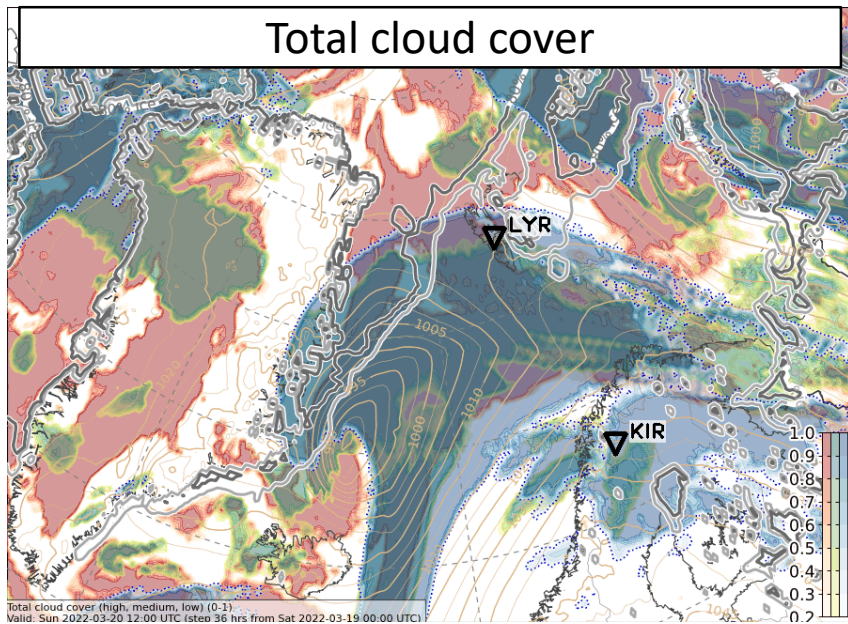 Total cloud cover
LYR
1005
1020
1010
1000
KIR
1.0
0.9
0.8
0.7
0.6
0.5
0.4
0.3
0.2
Total cloud cover (high, medium, low) (0-1)
Valid: Sun 2022-03-20 12:00 UTC (step 36 hrs from Sat 2022-03-19 00:00 UTC)